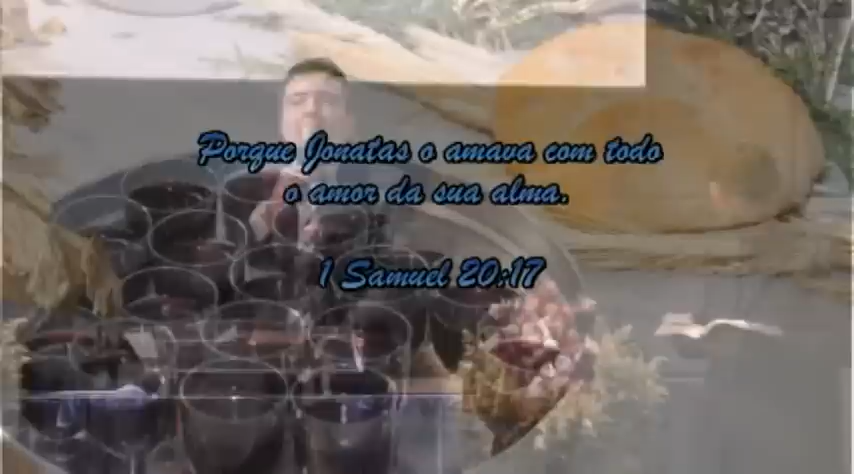 Porque Jonatas o amava com todo
o amor da sua alma.
1 Samuel 20:17